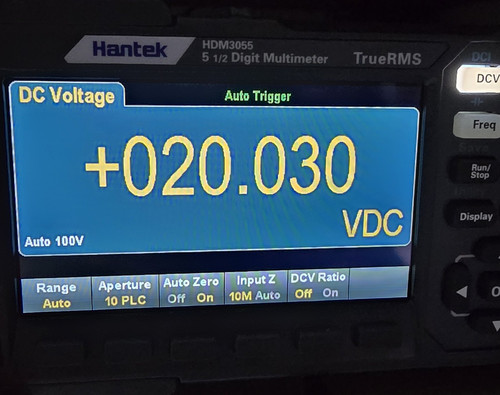 Hantek
HDM3055
5 1/2 Digit Multimeter
TrueRMS
DC Voltage
Auto Trigger
+020.030
VDC
Auto 100V
Range
Auto
Aperture
10 PLC
Auto Zero
Off On
Input Z
10M Auto
DCV Ratio
Off On
DCI
DCV
Freq
Run/
Stop
Display